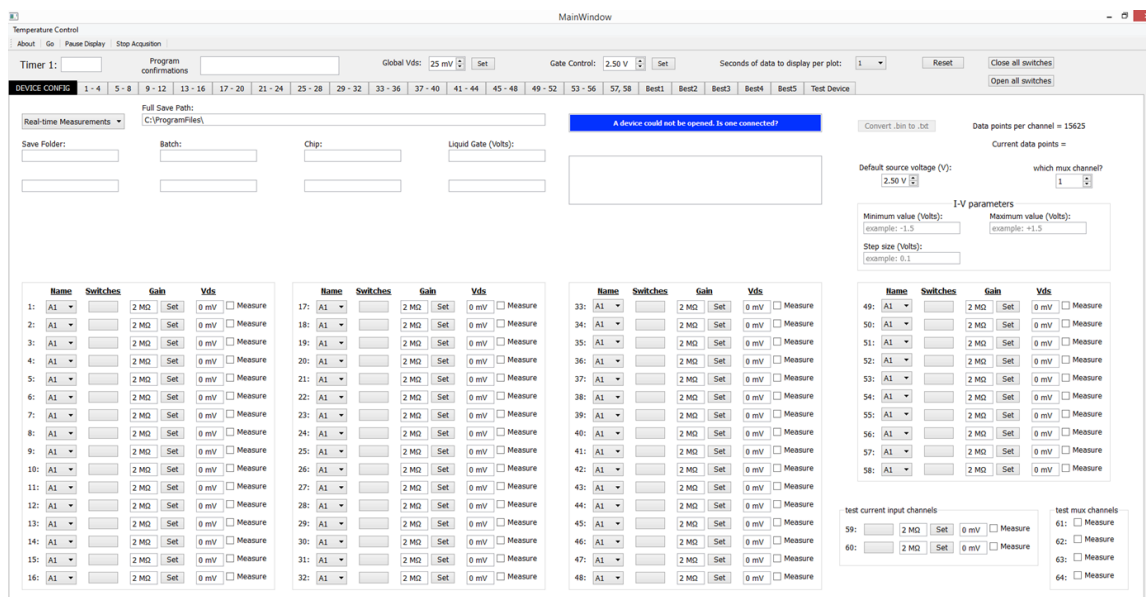 MainWindow
Temperature Control
About Go Pause Display Stop Acqusition
Timer 1: Program confirmations Global Vds: 25 mV Set Gate Control: 2.50 V Set Seconds of data to display per plot: 1 Reset Close all switches
Open all switches
DEVICE CONFIG 1 - 4 5 - 8 9 - 12 13 - 16 17 - 20 21 - 24 25 - 28 29 - 32 33 - 36 37 - 40 41 - 44 45 - 48 49 - 52 53 - 56 57, 58 Best1 Best2 Best3 Best4 Best5 Test Device
Full Save Path:
Real-time Measurements C:\ProgramFiles\ A device could not be opened. Is one connected? Convert .bin to .txt Data points per channel = 15625
Save Folder: Batch: Chip: Liquid Gate (Volts): Current data points =
Default source voltage (V): which mux channel?
2.50 V 1
I-V parameters
Minimum value (Volts): Maximum value (Volts):
example: -1.5 example: +1.5
Step size (Volts):
example: 0.1
Name Switches Gain Vds Name Switches Gain Vds Name Switches Gain Vds Name Switches Gain Vds
1: A1 2 MΩ Set 0 mV Measure 17: A1 2 MΩ Set 0 mV Measure 33: A1 2 MΩ Set 0 mV Measure 49: A1 2 MΩ Set 0 mV Measure
2: A1 2 MΩ Set 0 mV Measure 18: A1 2 MΩ Set 0 mV Measure 34: A1 2 MΩ Set 0 mV Measure 50: A1 2 MΩ Set 0 mV Measure
3: A1 2 MΩ Set 0 mV Measure 19: A1 2 MΩ Set 0 mV Measure 35: A1 2 MΩ Set 0 mV Measure 51: A1 2 MΩ Set 0 mV Measure
4: A1 2 MΩ Set 0 mV Measure 20: A1 2 MΩ Set 0 mV Measure 36: A1 2 MΩ Set 0 mV Measure 52: A1 2 MΩ Set 0 mV Measure
5: A1 2 MΩ Set 0 mV Measure 21: A1 2 MΩ Set 0 mV Measure 37: A1 2 MΩ Set 0 mV Measure 53: A1 2 MΩ Set 0 mV Measure
6: A1 2 MΩ Set 0 mV Measure 22: A1 2 MΩ Set 0 mV Measure 38: A1 2 MΩ Set 0 mV Measure 54: A1 2 MΩ Set 0 mV Measure
7: A1 2 MΩ Set 0 mV Measure 23: A1 2 MΩ Set 0 mV Measure 39: A1 2 MΩ Set 0 mV Measure 55: A1 2 MΩ Set 0 mV Measure
8: A1 2 MΩ Set 0 mV Measure 24: A1 2 MΩ Set 0 mV Measure 40: A1 2 MΩ Set 0 mV Measure 56: A1 2 MΩ Set 0 mV Measure
9: A1 2 MΩ Set 0 mV Measure 25: A1 2 MΩ Set 0 mV Measure 41: A1 2 MΩ Set 0 mV Measure 57: A1 2 MΩ Set 0 mV Measure
10: A1 2 MΩ Set 0 mV Measure 26: A1 2 MΩ Set 0 mV Measure 42: A1 2 MΩ Set 0 mV Measure 58: A1 2 MΩ Set 0 mV Measure
11: A1 2 MΩ Set 0 mV Measure 27: A1 2 MΩ Set 0 mV Measure 43: A1 2 MΩ Set 0 mV Measure
12: A1 2 MΩ Set 0 mV Measure 28: A1 2 MΩ Set 0 mV Measure 44: A1 2 MΩ Set 0 mV Measure test current input channels test mux channels
13: A1 2 MΩ Set 0 mV Measure 29: A1 2 MΩ Set 0 mV Measure 45: A1 2 MΩ Set 0 mV Measure 59: 2 MΩ Set 0 mV Measure 61: Measure
14: A1 2 MΩ Set 0 mV Measure 30: A1 2 MΩ Set 0 mV Measure 46: A1 2 MΩ Set 0 mV Measure 60: 2 MΩ Set 0 mV Measure 62: Measure
15: A1 2 MΩ Set 0 mV Measure 31: A1 2 MΩ Set 0 mV Measure 47: A1 2 MΩ Set 0 mV Measure 63: Measure
16: A1 2 MΩ Set 0 mV Measure 32: A1 2 MΩ Set 0 mV Measure 48: A1 2 MΩ Set 0 mV Measure 64: Measure